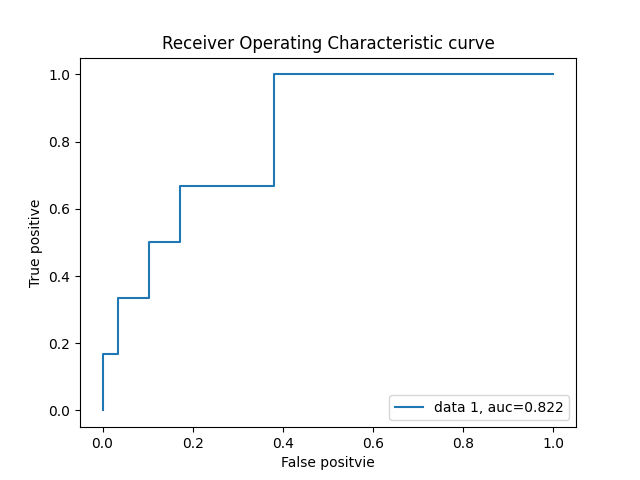 Receiver Operating Characteristic curve
1.0
0.8
0.6
0.4
0.2
0.0
True positive
data 1, auc=0.822
0.0 0.2 0.4 0.6 0.8 1.0
False positvie